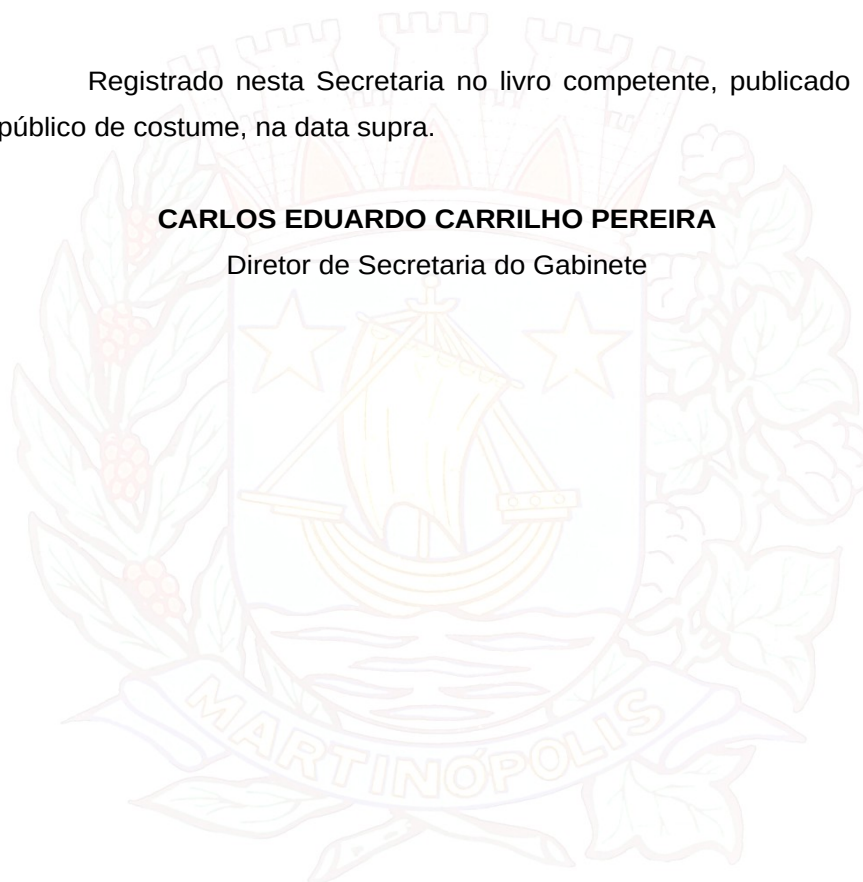 Registrado nesta Secretaria no livro competente, publicado
público de costume, na data supra.
CARLOS EDUARDO CARRILHO PEREIRA
Diretor de Secretaria do Gabinete
MARTINÓPOLIS